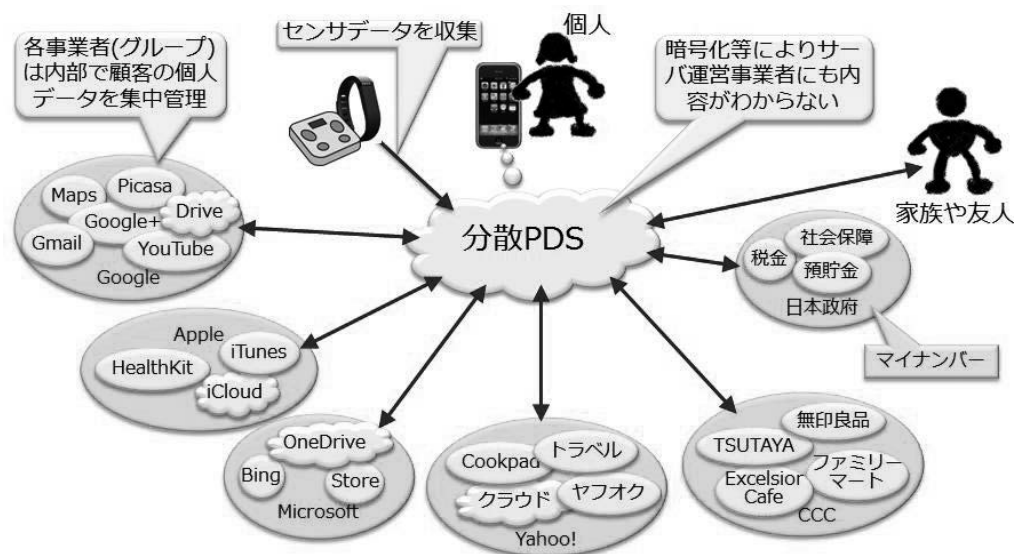 各事業者(グループ)
は内部で顧客の個人
データを集中管理
センサデータを収集
個人
暗号化等によりサー
バ運営事業者にも内
容がわからない
家族や友人
分散PDS
Maps
Picasa
Google+
Drive
Gmail
YouTube
Google
Apple
iTunes
HealthKit
iCloud
OneDrive
Bing
Store
Microsoft
Cookpad
トラベル
クラウド
ヤフオク
Yahoo!
無印良品
TSUTAYA
ファミリー
マート
Excelsior
Cafe
CCC
社会保障
税金
預貯金
日本政府
マイナンバー